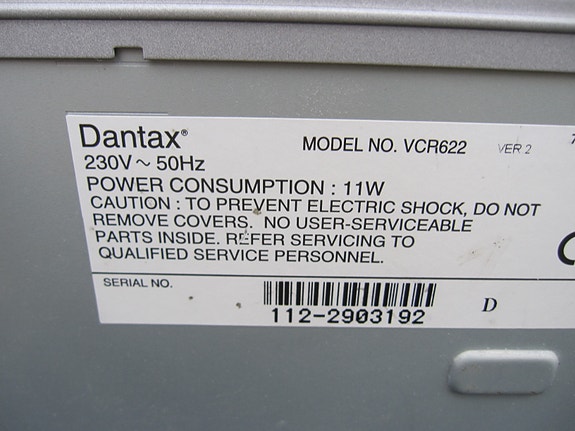 Dantax® MODEL NO. VCR622 VER 2
230V ~ 50Hz
POWER CONSUMPTION : 11W
CAUTION : TO PREVENT ELECTRIC SHOCK, DO NOT
REMOVE COVERS. NO USER-SERVICEABLE
PARTS INSIDE. REFER SERVICING TO
QUALIFIED SERVICE PERSONNEL.
SERIAL NO.
112-2903192 D